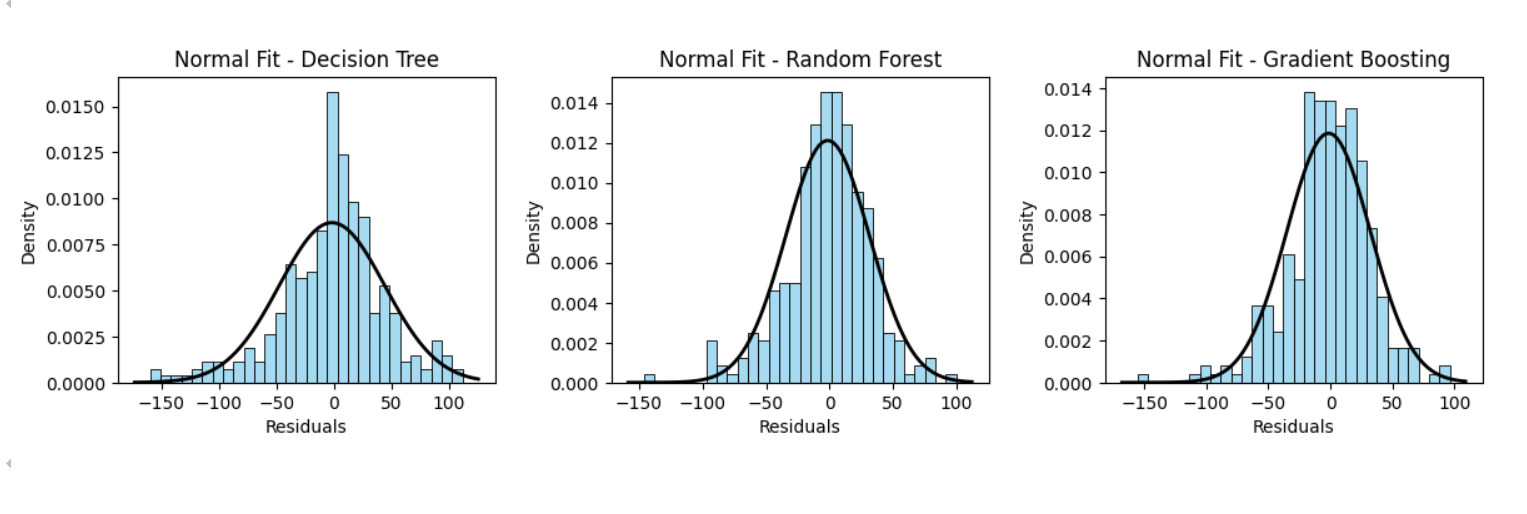 Normal Fit - Decision Tree
0.0150
0.0125
0.0100
0.0075
0.0050
0.0025
0.0000
Density
−150 −100 −50 0 50 100
Residuals
Normal Fit - Random Forest
0.014
0.012
0.010
0.008
0.006
0.004
0.002
0.000
Density
−150 −100 −50 0 50 100
Residuals
Normal Fit - Gradient Boosting
0.014
0.012
0.010
0.008
0.006
0.004
0.002
0.000
Density
−150 −100 −50 0 50 100
Residuals